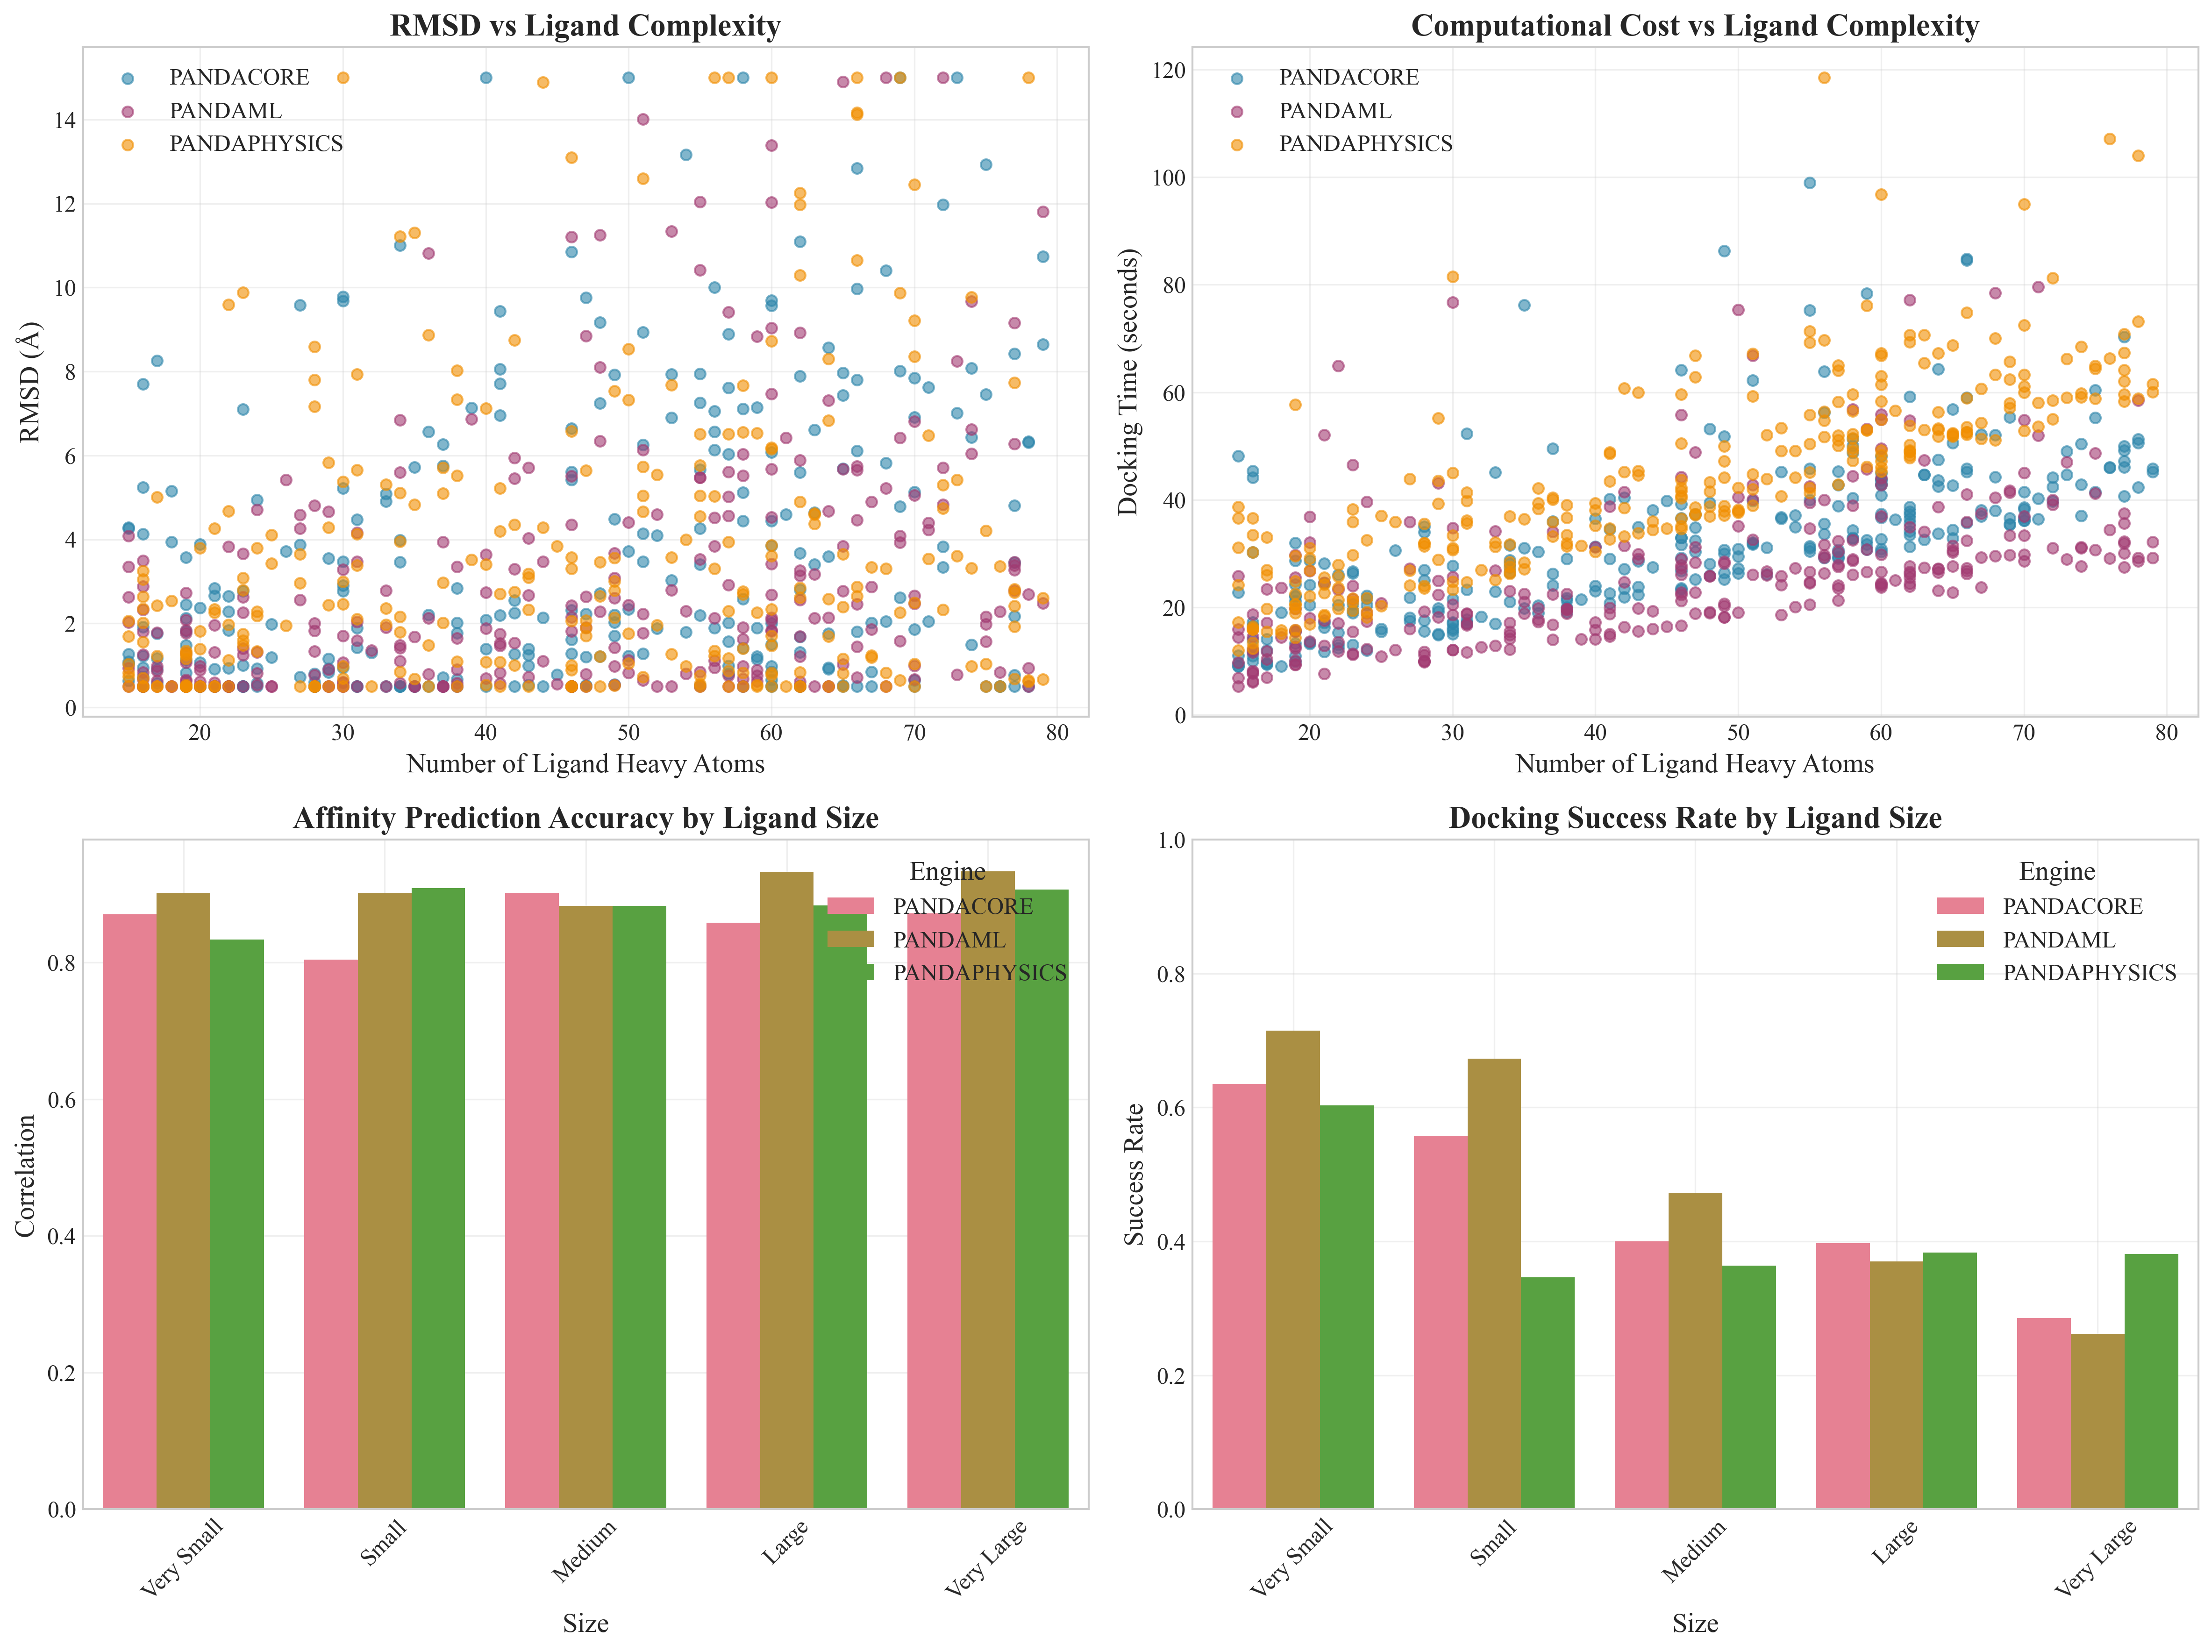 RMSD vs Ligand Complexity
PANDACORE
PANDAML
PANDAPHYSICS
RMSD (Å)
14
12
10
8
6
4
2
0
20 30 40 50 60 70 80
Number of Ligand Heavy Atoms
Computational Cost vs Ligand Complexity
PANDACORE
PANDAML
PANDAPHYSICS
Docking Time (seconds)
120
100
80
60
40
20
0
20 30 40 50 60 70 80
Number of Ligand Heavy Atoms
Affinity Prediction Accuracy by Ligand Size
Engine
PANDACORE
PANDAML
PANDAPHYSICS
Correlation
0.8
0.6
0.4
0.2
0.0
Very Small Small Medium Large Very Large
Size
Docking Success Rate by Ligand Size
Engine
PANDACORE
PANDAML
PANDAPHYSICS
Success Rate
1.0
0.8
0.6
0.4
0.2
0.0
Very Small Small Medium Large Very Large
Size